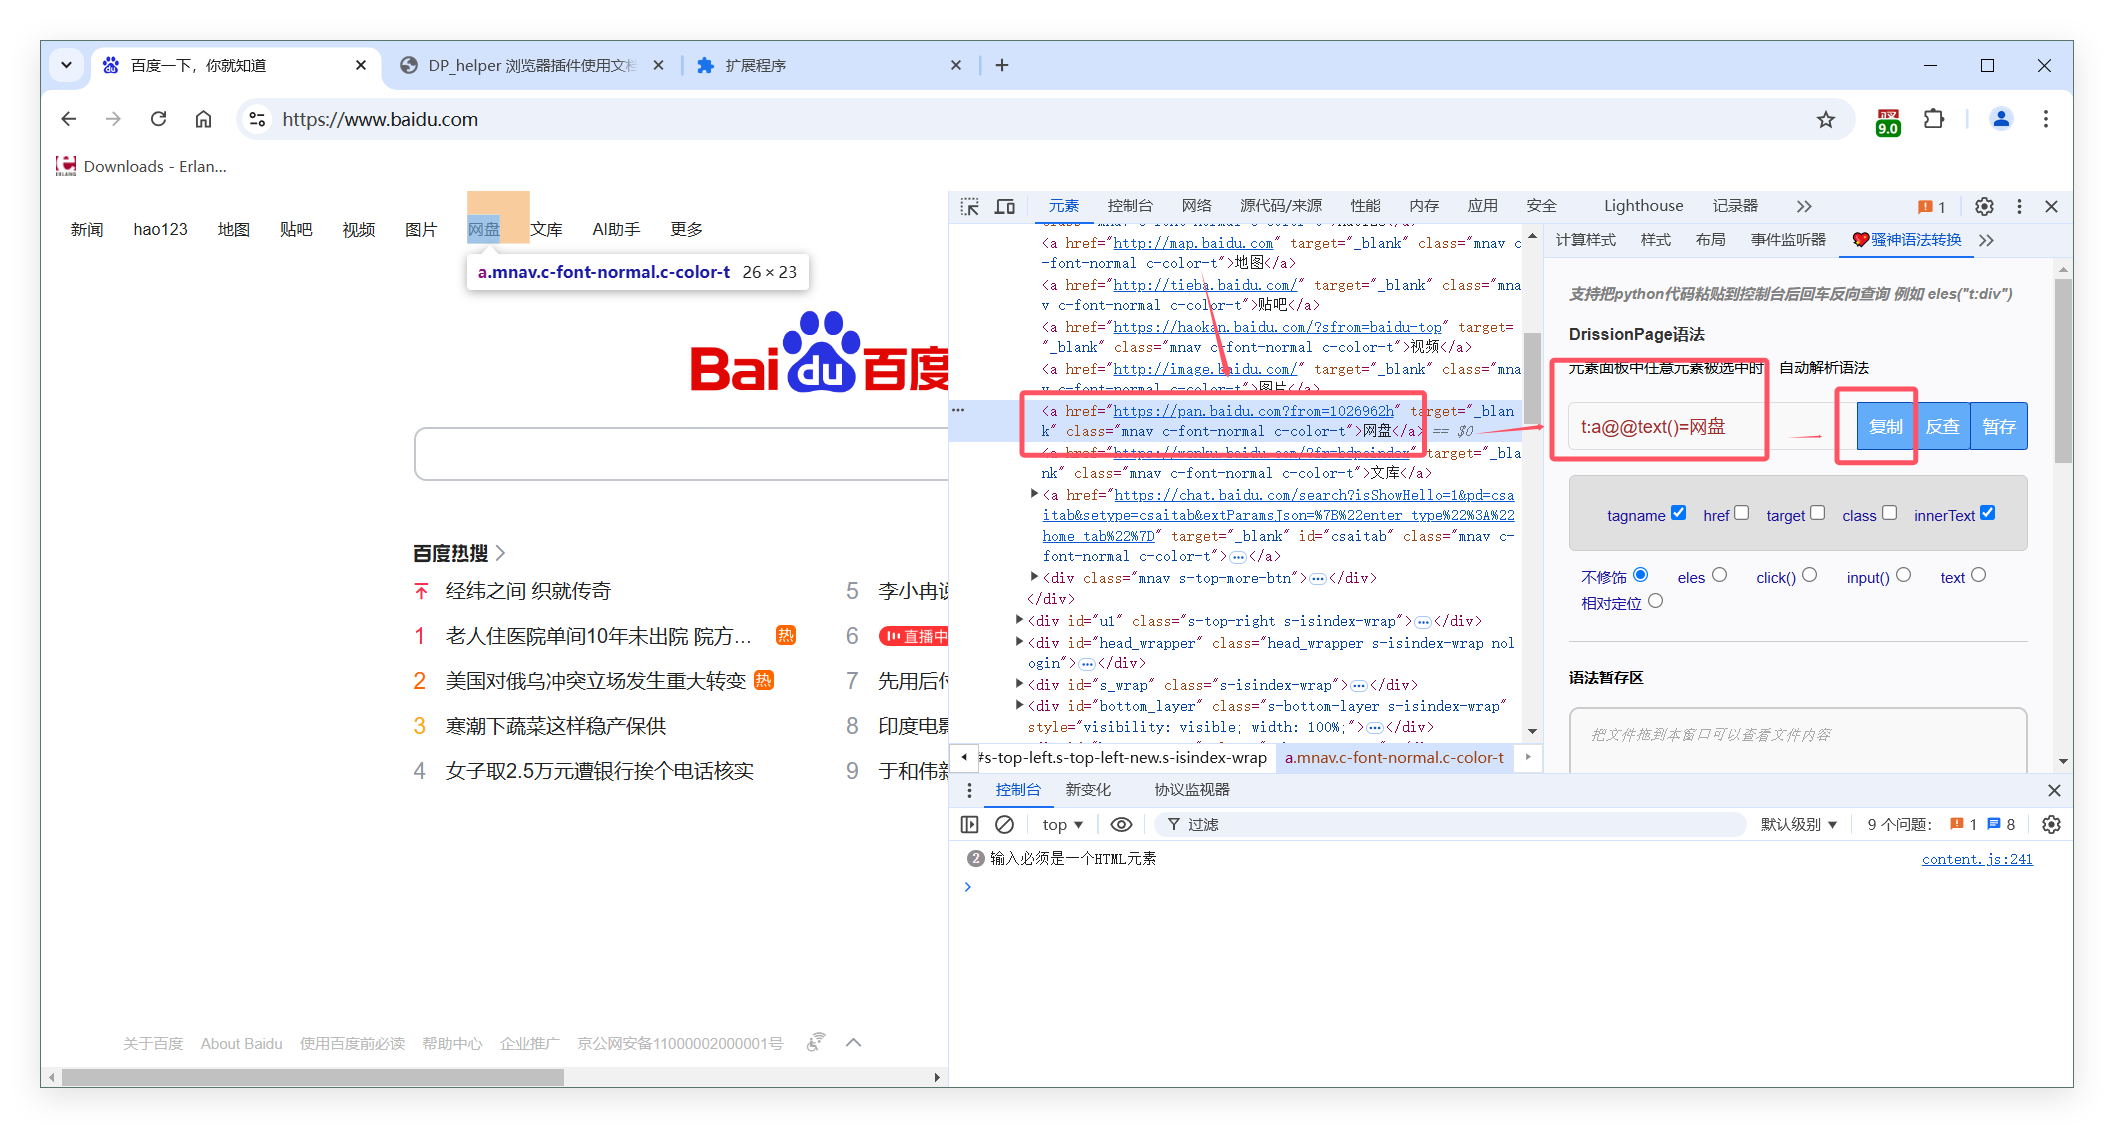 百度一下，你就知道
DP_helper 浏览器插件使用文档
扩展程序
https://www.baidu.com
9.0
Downloads - Erlan...
新闻 hao123 地图 贴吧 视频 图片 网盘 文库 AI助手 更多
a.mnav.c-font-normal.c-color-t 26 × 23
Bai du 百度
百度热搜
经纬之间 织就传奇
1 老人住医院单间10年未出院 院方... 热
2 美国对俄乌冲突立场发生重大转变 热
3 寒潮下蔬菜这样稳产保供
4 女子取2.5万元遭银行挨个电话核实
5 李小冉
6 直播中
7 先用后
8 印度电影
9 于和伟
关于百度 About Baidu 使用百度前必读 帮助中心 企业推广 京公网安备11000002000001号
元素 控制台 网络 源代码/来源 性能 内存 应用 安全 Lighthouse 记录器 1
<a href="http://map.baidu.com" target="_blank" class="mnav c
-font-normal c-color-t">地图</a>
<a href="http://tieba.baidu.com/" target="_blank" class="mna
v c-font-normal c-color-t">贴吧</a>
<a href="https://haokan.baidu.com/?sfrom=baidu-top" target=
"_blank" class="mnav c-font-normal c-color-t">视频</a>
<a href="http://image.baidu.com/" target="_blank" class="mna
v c-font-normal c-color-t">图片</a>
<a href="https://pan.baidu.com?from=1026962h" target="_blan
k" class="mnav c-font-normal c-color-t">网盘</a> == $0
<a href="https://wenku.baidu.com/?fr=bdpcindex" target="_bla
nk" class="mnav c-font-normal c-color-t">文库</a>
<a href="https://chat.baidu.com/search?isShowHello=1&pd=csa
itab&setype=csaitab&extParamsJson=%7B%22enter_type%22%3A%22
home_tab%22%7D" target="_blank" id="csaitab" class="mnav c-
font-normal c-color-t">…</a>
<div class="mnav s-top-more-btn">…</div>
</div>
<div id="u1" class="s-top-right s-isindex-wrap">…</div>
<div id="head_wrapper" class="head_wrapper s-isindex-wrap nol
ogin">…</div>
<div id="s_wrap" class="s-isindex-wrap">…</div>
<div id="bottom_layer" class="s-bottom-layer s-isindex-wrap"
style="visibility: visible; width: 100%;">…</div>
#s-top-left.s-top-left-new.s-isindex-wrap a.mnav.c-font-normal.c-color-t
计算样式 样式 布局 事件监听器 骚神语法转换
支持把python代码粘贴到控制台后回车反向查询 例如 eles("t:div")
DrissionPage语法
元素面板中任意元素被选中时 自动解析语法
t:a@@text()=网盘 复制 反查 暂存
tagname href target class innerText
不修饰 eles click() input() text
相对定位
语法暂存区
把文件拖到本窗口可以查看文件内容
控制台 新变化 协议监视器
top 过滤 默认级别 9 个问题： 1 8
2 输入必须是一个HTML元素 content.js:241